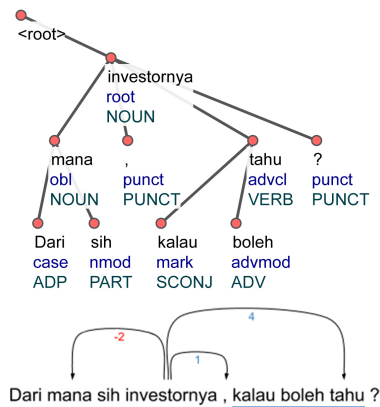 <root>
investornya
root
NOUN
mana , tahu ?
obl punct advcl punct
NOUN PUNCT VERB PUNCT
Dari sih kalau boleh
case nmod mark advmod
ADP PART SCONJ ADV
4
-2
1
Dari mana sih investornya , kalau boleh tahu ?